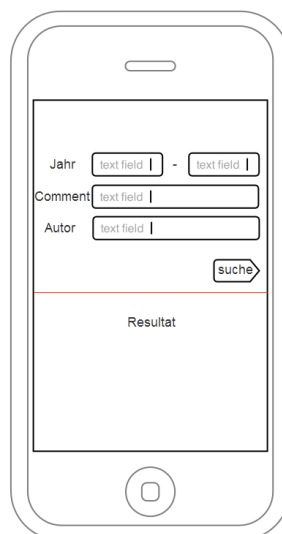 Jahr text field - text field
Comment text field
Autor text field
suche
Resultat